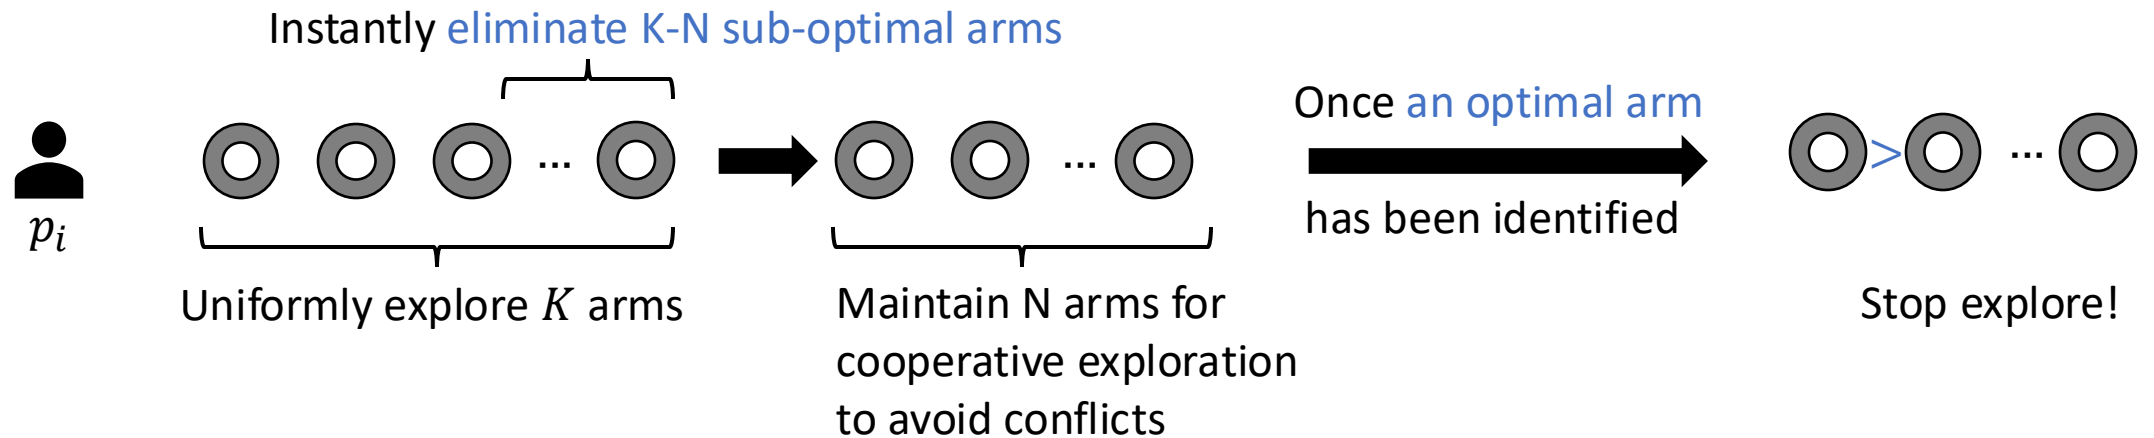 Instantly eliminate K-N sub-optimal arms
p_i
...
Uniformly explore K arms
...
Maintain N arms for
cooperative exploration
to avoid conflicts
Once an optimal arm
has been identified
> ...
Stop explore!